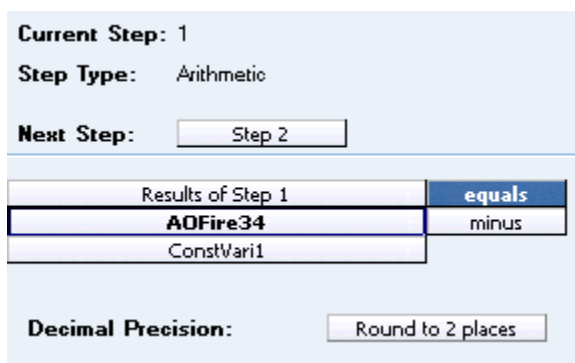 Current Step: 1
Step Type: Arithmetic
Next Step: Step 2
Results of Step 1 equals
AOFire34 minus
ConstVari1
Decimal Precision: Round to 2 places